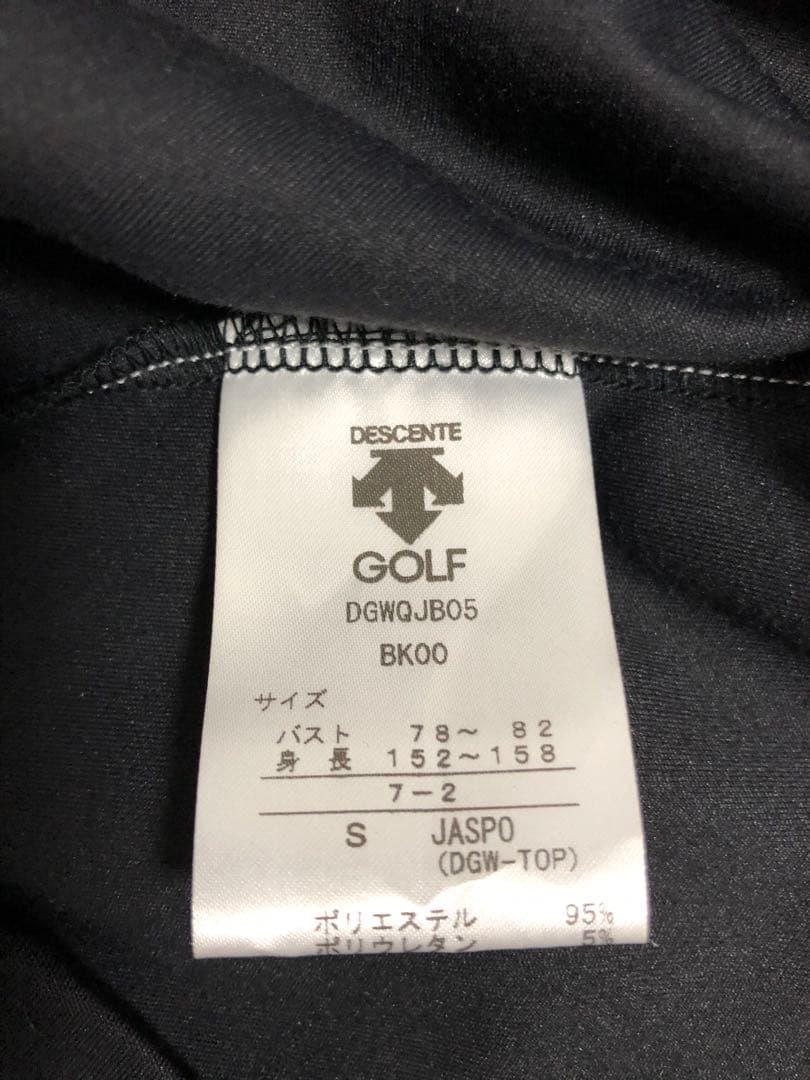 DESCENTE
GOLF
DGWQJB05
BK00
サイズ
バスト 78〜 82
身 長 152〜158
7-2
S JASPO
(DGW-TOP)
ポリエステル 95%
ポリウレタン 5%